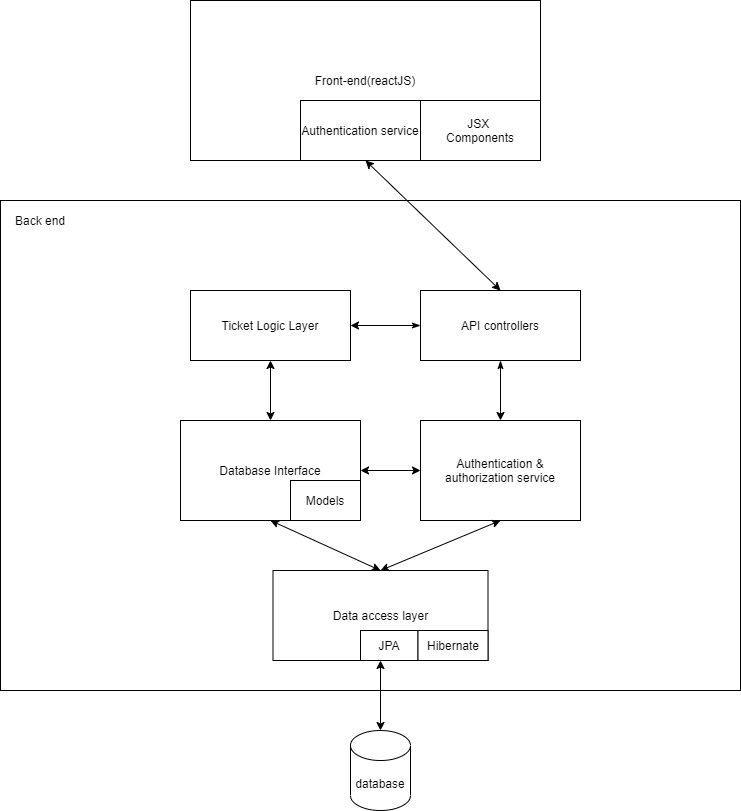 Front-end(reactJS)
Authentication service
JSX
Components
Back end
Ticket Logic Layer
API controllers
Database Interface
Models
Authentication &
authorization service
Data access layer
JPA
Hibernate
database